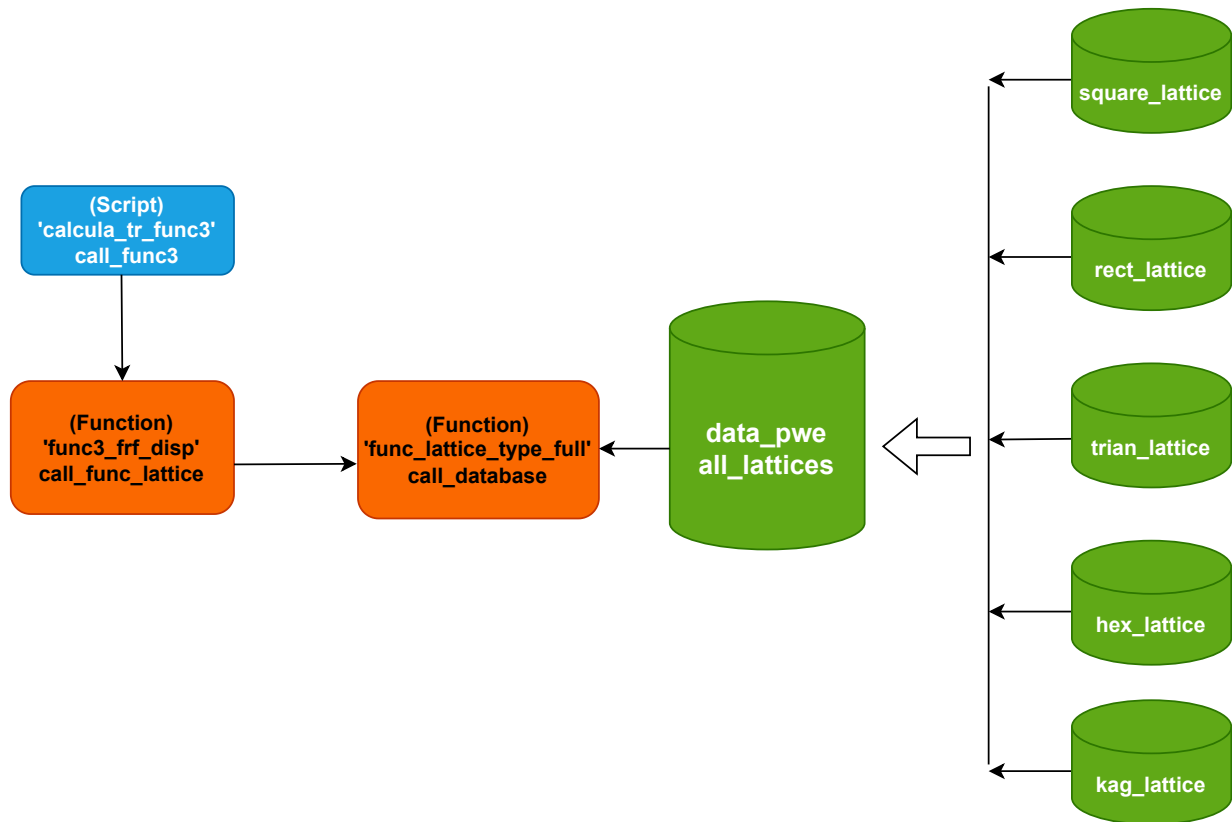 (Script)
'calcula_tr_func3'
call_func3
(Function)
'func3_frf_disp'
call_func_lattice
(Function)
'func_lattice_type_full'
call_database
data_pwe
all_lattices
square_lattice
rect_lattice
trian_lattice
hex_lattice
kag_lattice